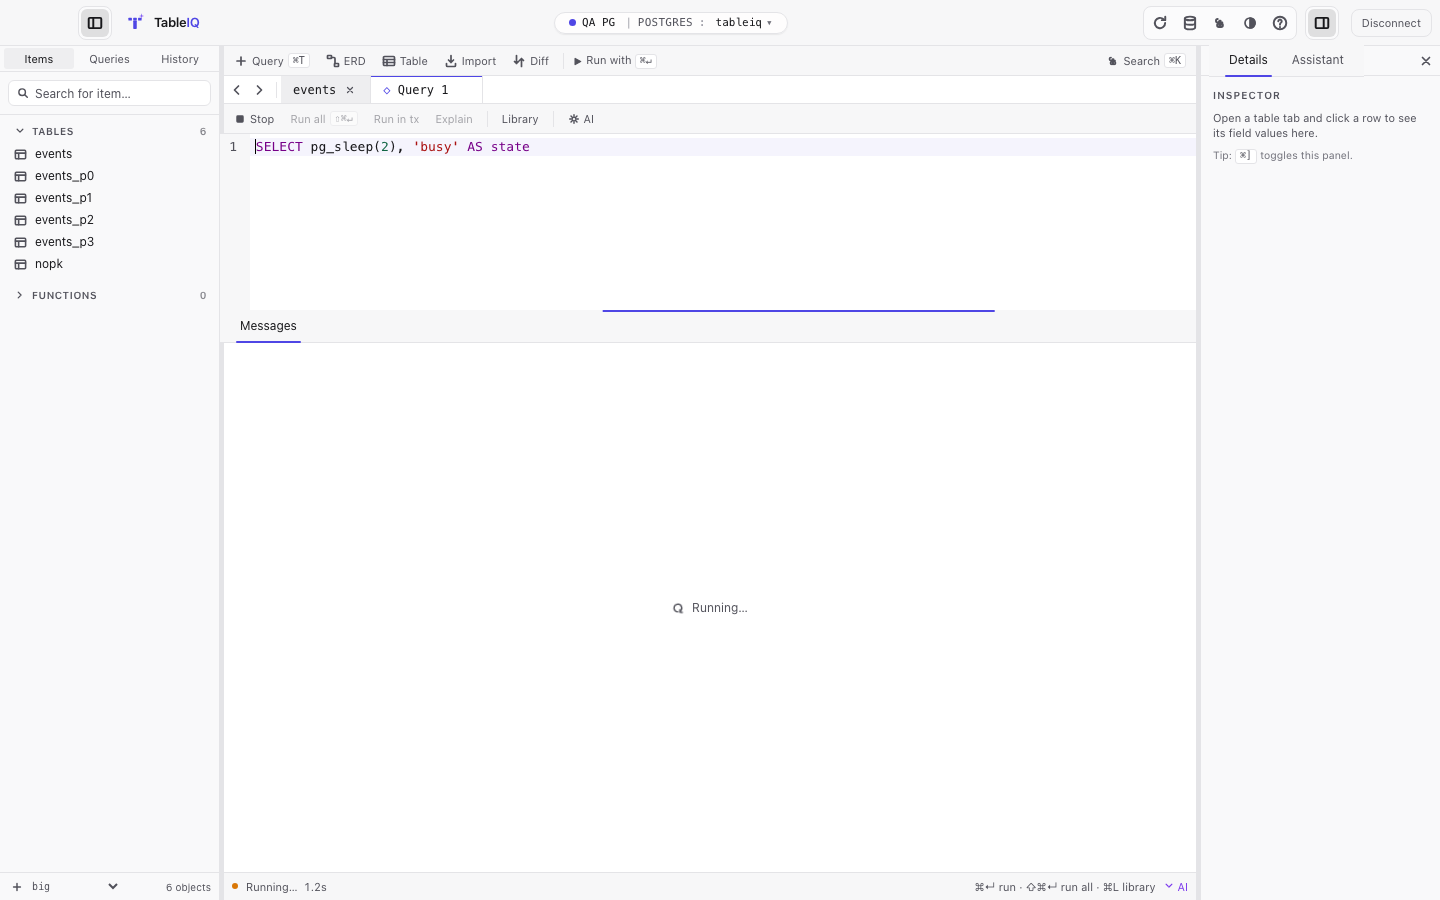 TableIQ
QA PG | POSTGRES : tableiq ▾
Disconnect
Items Queries History
Search for item...
TABLES 6
events
events_p0
events_p1
events_p2
events_p3
nopk
FUNCTIONS 0
+ big
6 objects
+ Query ⌘T
ERD
Table
Import
Diff
Run with ⌘↵
Search ⌘K
events ×
◇ Query 1
Stop
Run all ⇧⌘↵
Run in tx
Explain
Library
AI
1 SELECT pg_sleep(2), 'busy' AS state
Messages
Running...
Running... 1.2s
⌘↵ run · ⇧⌘↵ run all · ⌘L library
AI
Details Assistant
INSPECTOR
Open a table tab and click a row to see
its field values here.
Tip: ⌘] toggles this panel.